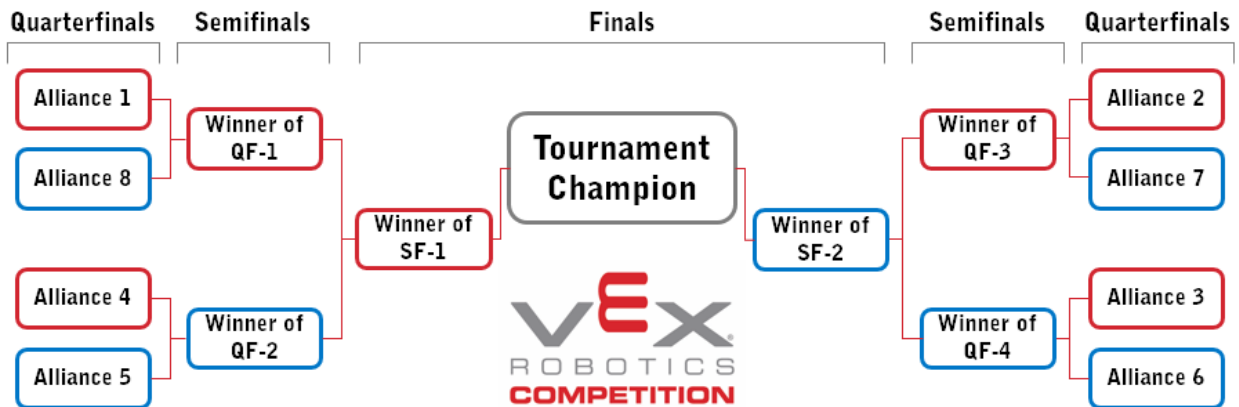 Quarterfinals
Semifinals
Finals
Semifinals
Quarterfinals
Alliance 1
Alliance 8
Alliance 4
Alliance 5
Winner of
QF-1
Winner of
QF-2
Winner of
SF-1
Tournament
Champion
Winner of
SF-2
Winner of
QF-3
Winner of
QF-4
Alliance 2
Alliance 7
Alliance 3
Alliance 6
VEX®
ROBOTICS
COMPETITION